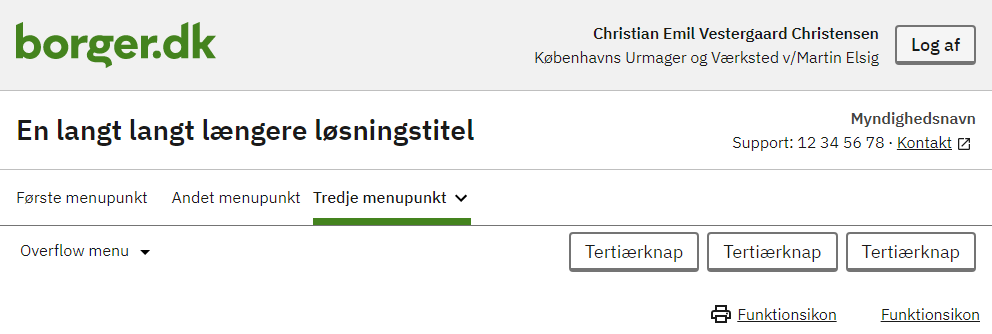 borger.dk
Christian Emil Vestergaard Christensen
Københavns Urmager og Værksted v/Martin Elsig
Log af
En langt langt længere løsningstitel
Myndighedsnavn
Support: 12 34 56 78 · Kontakt
Første menupunkt Andet menupunkt Tredje menupunkt
Overflow menu Tertiærknap Tertiærknap Tertiærknap
Funktionsikon Funktionsikon